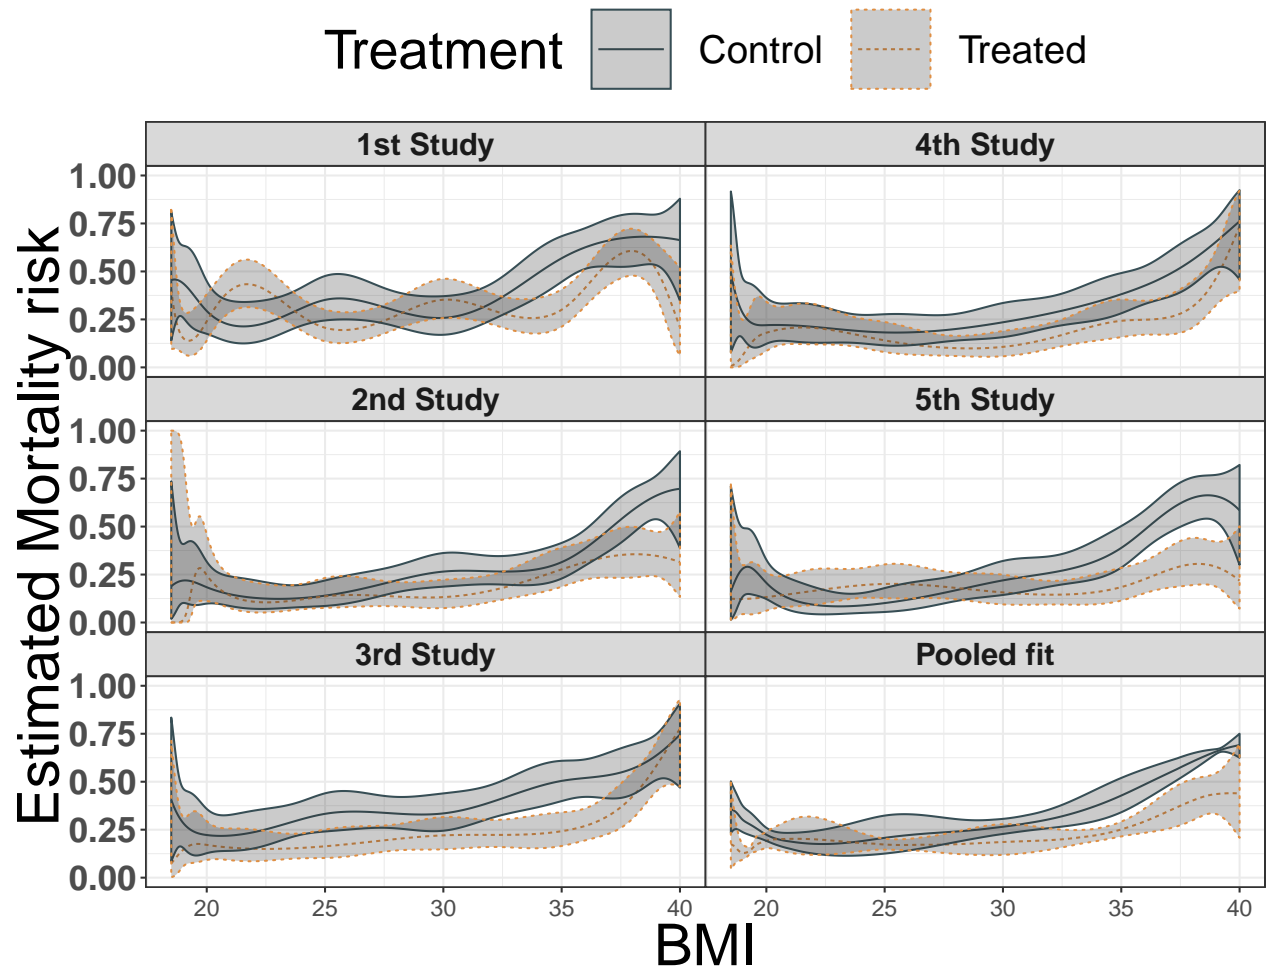 Treatment Control Treated
Estimated Mortality risk
1st Study
4th Study
1.00
0.75
0.50
0.25
0.00
2nd Study
5th Study
1.00
0.75
0.50
0.25
0.00
3rd Study
Pooled fit
1.00
0.75
0.50
0.25
0.00
20 25 30 35 40 20 25 30 35 40
BMI